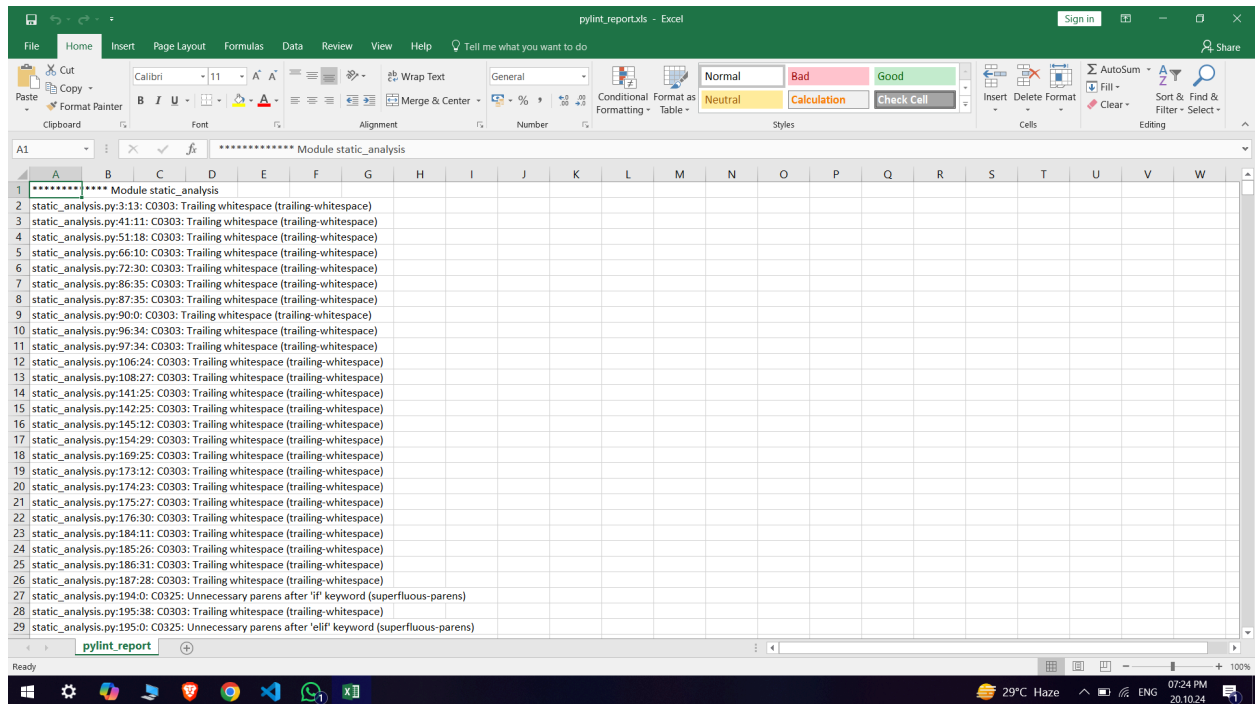 pylint_report.xls - Excel
Sign in
File Home Insert Page Layout Formulas Data Review View Help Tell me what you want to do Share
Paste
Cut
Copy
Format Painter
Clipboard
Calibri 11
B I U
Font
Wrap Text
Merge & Center
Alignment
General
% ,
Number
Conditional Formatting
Format as Table
Normal Bad Good
Neutral Calculation Check Cell
Styles
Insert Delete Format
Cells
AutoSum
Fill
Clear
Sort & Filter
Find & Select
Editing
A1 fx ************* Module static_analysis
A B C D E F G H I J K L M N O P Q R S T U V W
1 ************* Module static_analysis
2 static_analysis.py:3:13: C0303: Trailing whitespace (trailing-whitespace)
3 static_analysis.py:41:11: C0303: Trailing whitespace (trailing-whitespace)
4 static_analysis.py:51:18: C0303: Trailing whitespace (trailing-whitespace)
5 static_analysis.py:66:10: C0303: Trailing whitespace (trailing-whitespace)
6 static_analysis.py:72:30: C0303: Trailing whitespace (trailing-whitespace)
7 static_analysis.py:86:35: C0303: Trailing whitespace (trailing-whitespace)
8 static_analysis.py:87:35: C0303: Trailing whitespace (trailing-whitespace)
9 static_analysis.py:90:0: C0303: Trailing whitespace (trailing-whitespace)
10 static_analysis.py:96:34: C0303: Trailing whitespace (trailing-whitespace)
11 static_analysis.py:97:34: C0303: Trailing whitespace (trailing-whitespace)
12 static_analysis.py:106:24: C0303: Trailing whitespace (trailing-whitespace)
13 static_analysis.py:108:27: C0303: Trailing whitespace (trailing-whitespace)
14 static_analysis.py:141:25: C0303: Trailing whitespace (trailing-whitespace)
15 static_analysis.py:142:25: C0303: Trailing whitespace (trailing-whitespace)
16 static_analysis.py:145:12: C0303: Trailing whitespace (trailing-whitespace)
17 static_analysis.py:154:29: C0303: Trailing whitespace (trailing-whitespace)
18 static_analysis.py:169:25: C0303: Trailing whitespace (trailing-whitespace)
19 static_analysis.py:173:12: C0303: Trailing whitespace (trailing-whitespace)
20 static_analysis.py:174:23: C0303: Trailing whitespace (trailing-whitespace)
21 static_analysis.py:175:27: C0303: Trailing whitespace (trailing-whitespace)
22 static_analysis.py:176:30: C0303: Trailing whitespace (trailing-whitespace)
23 static_analysis.py:184:11: C0303: Trailing whitespace (trailing-whitespace)
24 static_analysis.py:185:26: C0303: Trailing whitespace (trailing-whitespace)
25 static_analysis.py:186:31: C0303: Trailing whitespace (trailing-whitespace)
26 static_analysis.py:187:28: C0303: Trailing whitespace (trailing-whitespace)
27 static_analysis.py:194:0: C0325: Unnecessary parens after 'if' keyword (superfluous-parens)
28 static_analysis.py:195:38: C0303: Trailing whitespace (trailing-whitespace)
29 static_analysis.py:195:0: C0325: Unnecessary parens after 'elif' keyword (superfluous-parens)
pylint_report
Ready
100%
29°C Haze
ENG
07:24 PM
20.10.24